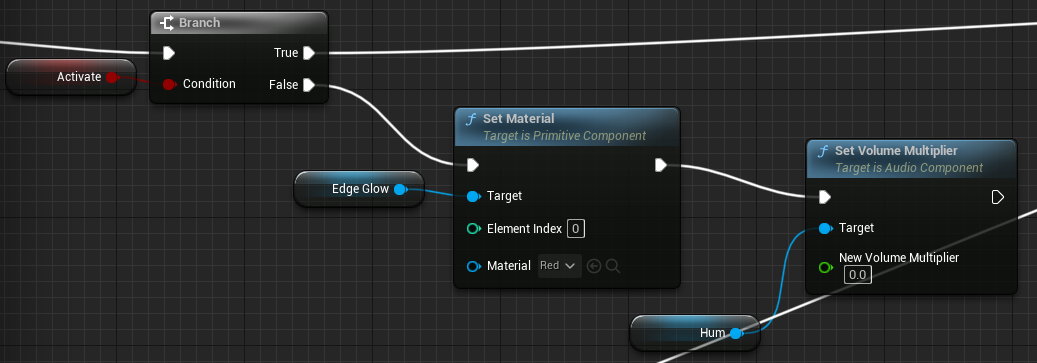 Branch
True
Activate
Condition
False
f Set Material
Target is Primitive Component
Edge Glow
Target
Element Index 0
Material Red
f Set Volume Multiplier
Target is Audio Component
Target
New Volume Multiplier
0.0
Hum